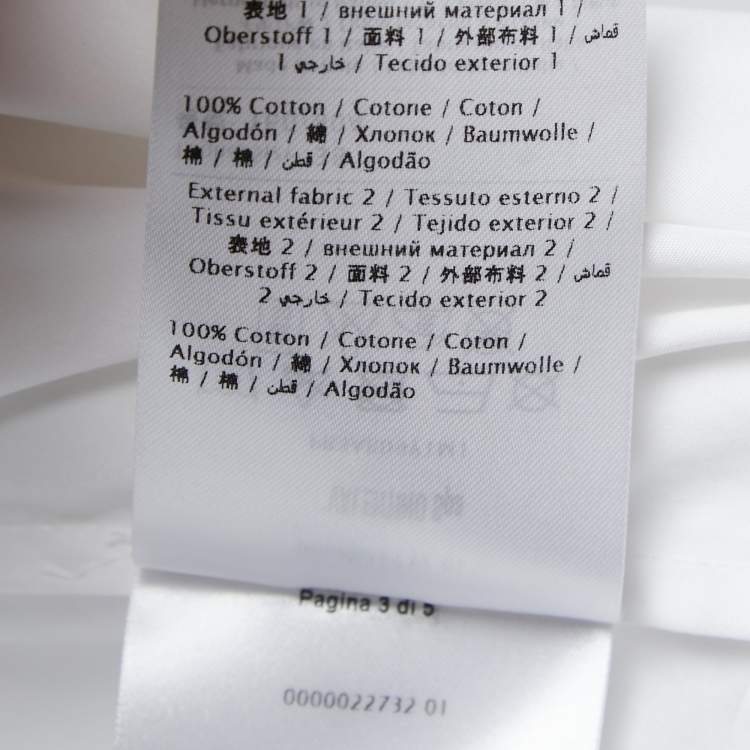 表地 1 / внешний материал 1 /
Oberstoff 1 / 面料 1 / 外部布料 1 / قماش
خارجي 1 / Tecido exterior 1
100% Cotton / Cotone / Coton /
Algodón / 綿 / Хлопок / Baumwolle /
棉 / 棉 / قطن / Algodão
External fabric 2 / Tessuto esterno 2 /
Tissu extérieur 2 / Tejido exterior 2 /
表地 2 / внешний материал 2 /
Oberstoff 2 / 面料 2 / 外部布料 2 / قماش
خارجي 2 / Tecido exterior 2
100% Cotton / Cotone / Coton /
Algodón / 綿 / Хлопок / Baumwolle /
棉 / 棉 / قطن / Algodão
Pagina 3 di 5
0000022732 01